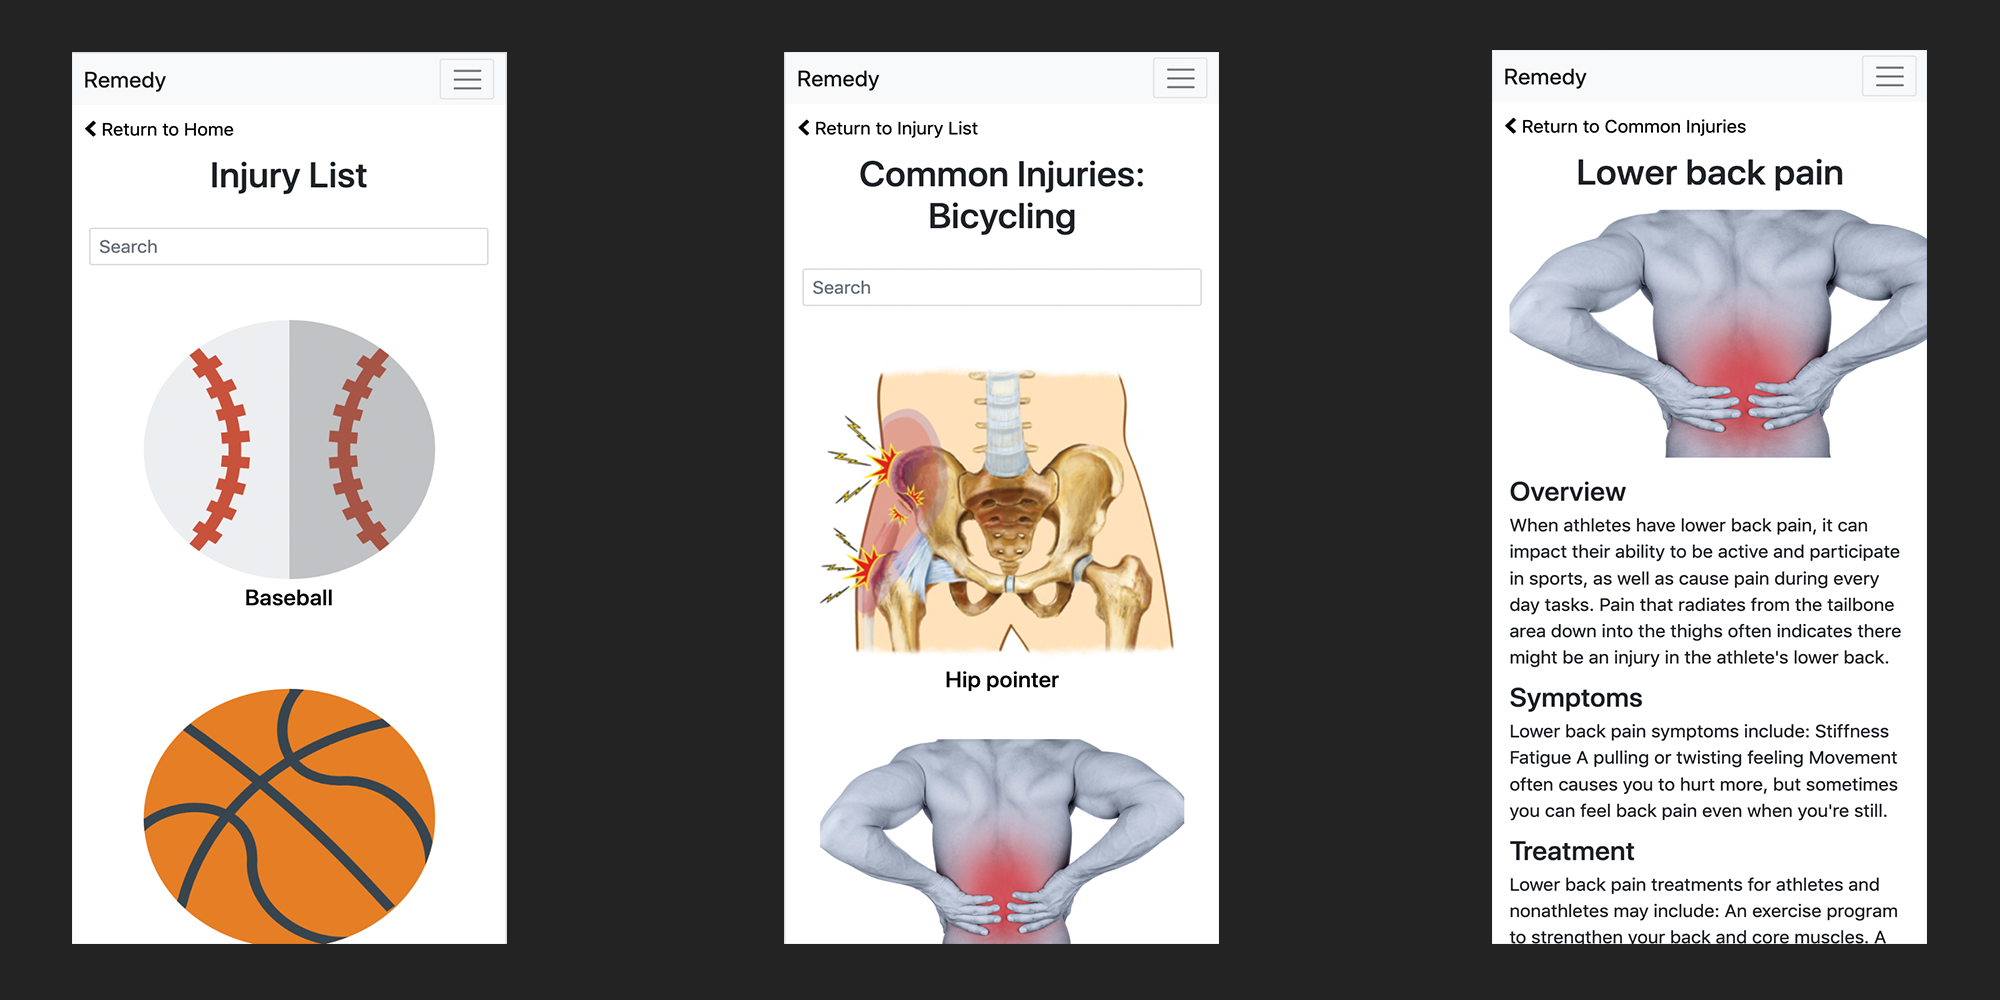 Remedy
Return to Home
Injury List
Search
Baseball
Remedy
Return to Injury List
Common Injuries:
Bicycling
Search
Hip pointer
Remedy
Return to Common Injuries
Lower back pain
Overview
When athletes have lower back pain, it can
impact their ability to be active and participate
in sports, as well as cause pain during every
day tasks. Pain that radiates from the tailbone
area down into the thighs often indicates there
might be an injury in the athlete's lower back.
Symptoms
Lower back pain symptoms include: Stiffness
Fatigue A pulling or twisting feeling Movement
often causes you to hurt more, but sometimes
you can feel back pain even when you're still.
Treatment
Lower back pain treatments for athletes and
nonathletes may include: An exercise program
to strengthen your back and core muscles. A